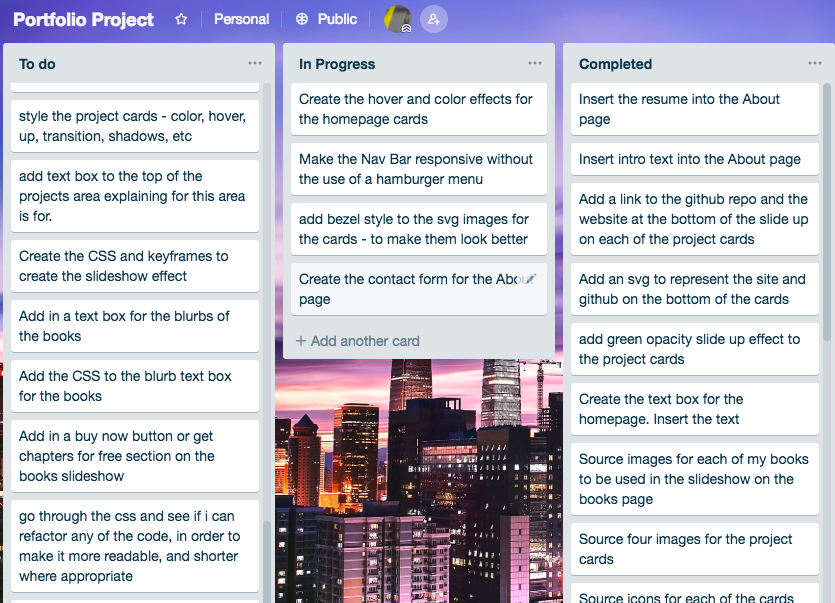 Portfolio Project
Personal
Public
To do
style the project cards - color, hover,
up, transition, shadows, etc
add text box to the top of the
projects area explaining for this area
is for.
Create the CSS and keyframes to
create the slideshow effect
Add in a text box for the blurbs of
the books
Add the CSS to the blurb text box
for the books
Add in a buy now button or get
chapters for free section on the
books slideshow
go through the css and see if i can
refactor any of the code, in order to
make it more readable, and shorter
where appropriate
In Progress
Create the hover and color effects for
the homepage cards
Make the Nav Bar responsive without
the use of a hamburger menu
add bezel style to the svg images for
the cards - to make them look better
Create the contact form for the About
page
+ Add another card
Completed
Insert the resume into the About
page
Insert intro text into the About page
Add a link to the github repo and the
website at the bottom of the slide up
on each of the project cards
Add an svg to represent the site and
github on the bottom of the cards
add green opacity slide up effect to
the project cards
Create the text box for the
homepage. Insert the text
Source images for each of my books
to be used in the slideshow on the
books page
Source four images for the project
cards
Source icons for each of the cards